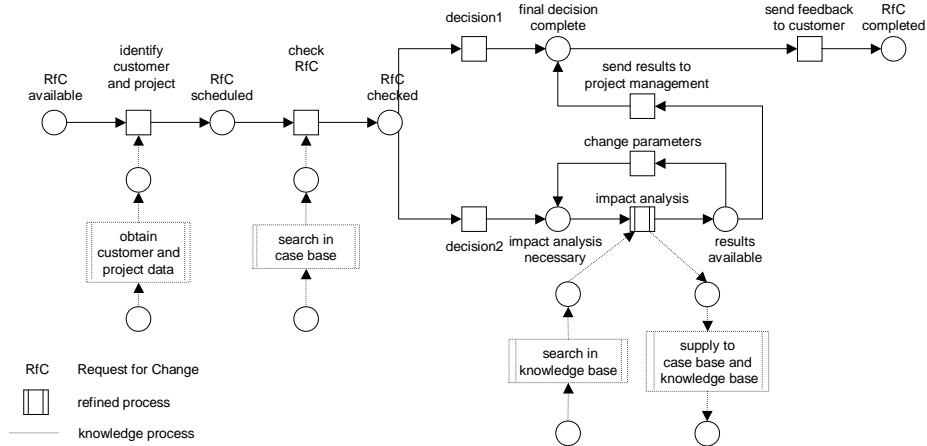 decision1
final decision
complete
send feedback
to customer
RfC
completed
identify
customer
and project
check
RfC
RfC
available
RfC
scheduled
RfC
checked
send results to
project management
change parameters
impact analysis
decision2
impact analysis
necessary
results
available
obtain
customer and
project data
search in
case base
search in
knowledge base
supply to
case base and
knowledge base
RfC Request for Change
refined process
knowledge process